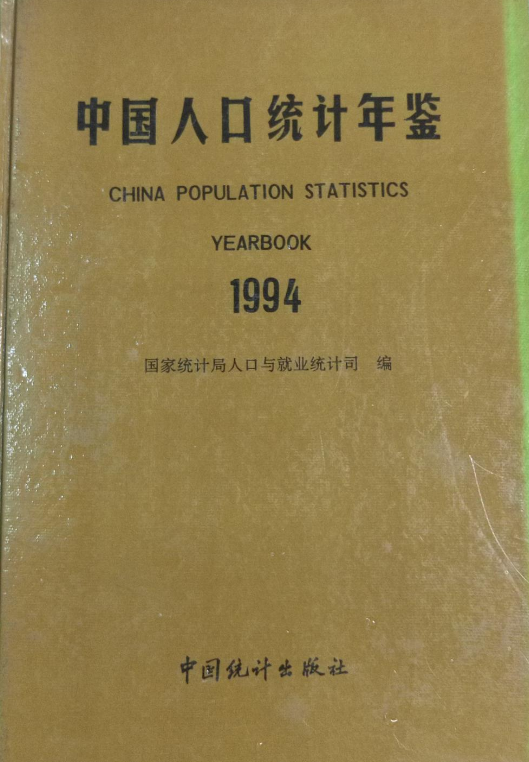 中国人口统计年鉴
CHINA POPULATION STATISTICS
YEARBOOK
1994
国家统计局人口与就业统计司 编
中国统计出版社